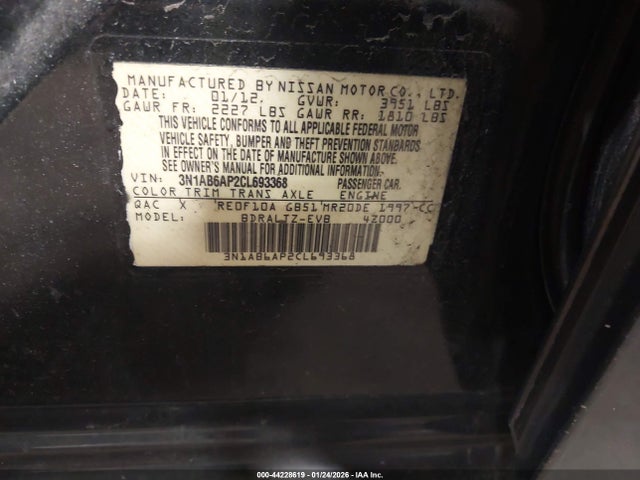 MANUFACTURED BY NISSAN MOTOR CO., LTD.
DATE: 01/12 GVWR: 3951 LBS
GAWR FR: 2227 LBS GAWR RR: 1810 LBS
THIS VEHICLE CONFORMS TO ALL APPLICABLE FEDERAL MOTOR
VEHICLE SAFETY, BUMPER AND THEFT PREVENTION STANDARDS
IN EFFECT ON THE DATE OF MANUFACTURE SHOWN ABOVE.
SEE OWNER'S MANUAL FOR ADDITIONAL INFORMATION.
VIN: 3N1AB6AP2CL693368 PASSENGER CAR.
COLOR TRIM TRANS AXLE ENGINE
QAC X RE0F10A GB51 MR20DE 1997-CC
MODEL: BDRALTZ-EVB 42000
3N1AB6AP2CL693368
000-44228619 | 01/24/2026 - IAA Inc.